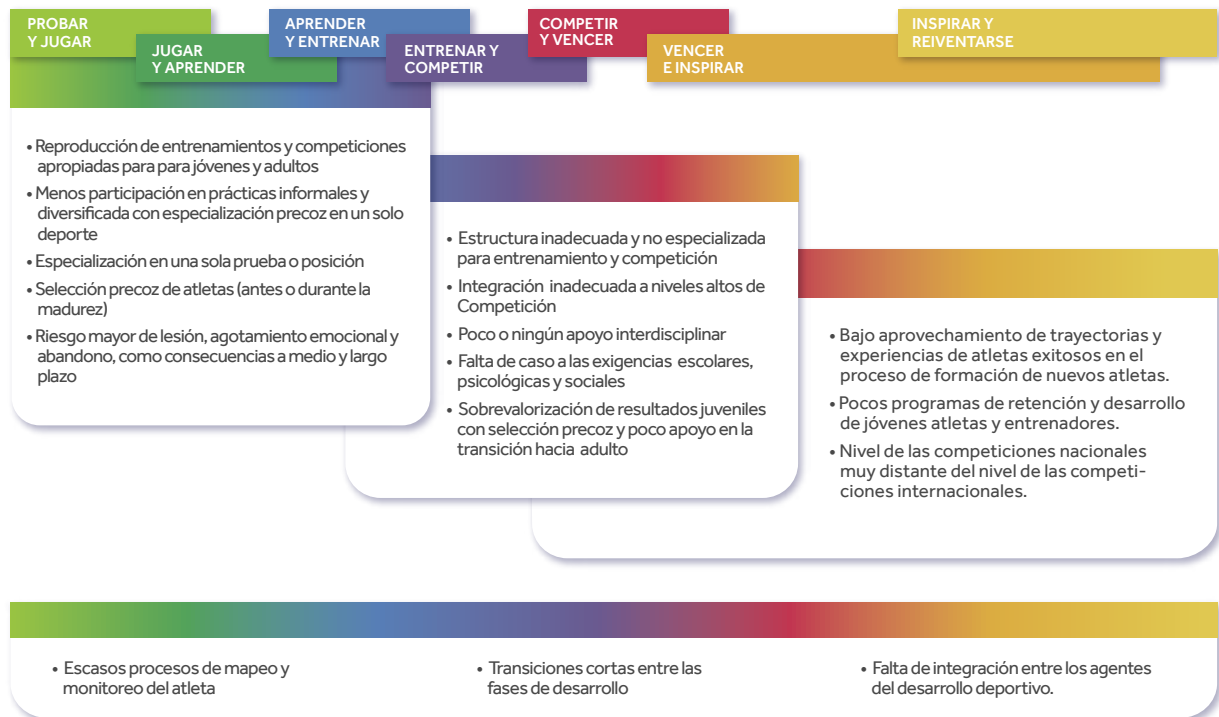 PROBAR
Y JUGAR
JUGAR
Y APRENDER
APRENDER
Y ENTRENAR
ENTRENAR Y
COMPETIR
COMPETIR
Y VENCER
VENCER
E INSPIRAR
INSPIRAR Y
REIVENTARSE
• Reproducción de entrenamientos y competiciones
apropiadas para para jóvenes y adultos
• Menos participación en prácticas informales y
diversificada con especialización precoz en un solo
deporte
• Especialización en una sola prueba o posición
• Selección precoz de atletas (antes o durante la
madurez)
• Riesgo mayor de lesión, agotamiento emocional y
abandono, como consecuencias a medio y largo
plazo
• Estructura inadecuada y no especializada
para entrenamiento y competición
• Integración inadecuada a niveles altos de
Competición
• Poco o ningún apoyo interdisciplinar
• Falta de caso a las exigencias escolares,
psicológicas y sociales
• Sobrevalorización de resultados juveniles
con selección precoz y poco apoyo en la
transición hacia adulto
• Bajo aprovechamiento de trayectorias y
experiencias de atletas exitosos en el
proceso de formación de nuevos atletas.
• Pocos programas de retención y desarrollo
de jóvenes atletas y entrenadores.
• Nivel de las competiciones nacionales
muy distante del nivel de las competi-
ciones internacionales.
• Escasos procesos de mapeo y
monitoreo del atleta
• Transiciones cortas entre las
fases de desarrollo
• Falta de integración entre los agentes
del desarrollo deportivo.